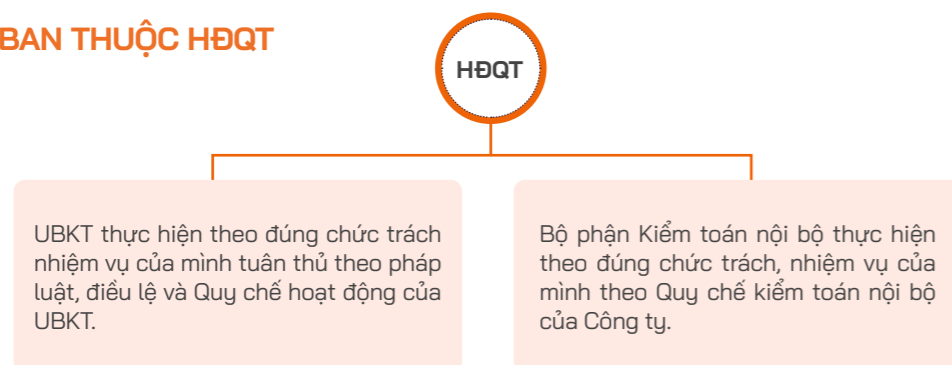 BAN THUỘC HĐQT
HĐQT
UBKT thực hiện theo đúng chức trách
nhiệm vụ của mình tuân thủ theo pháp
luật, điều lệ và Quy chế hoạt động của
UBKT.
Bộ phận Kiểm toán nội bộ thực hiện
theo đúng chức trách, nhiệm vụ của
mình theo Quy chế kiểm toán nội bộ
của Công ty.